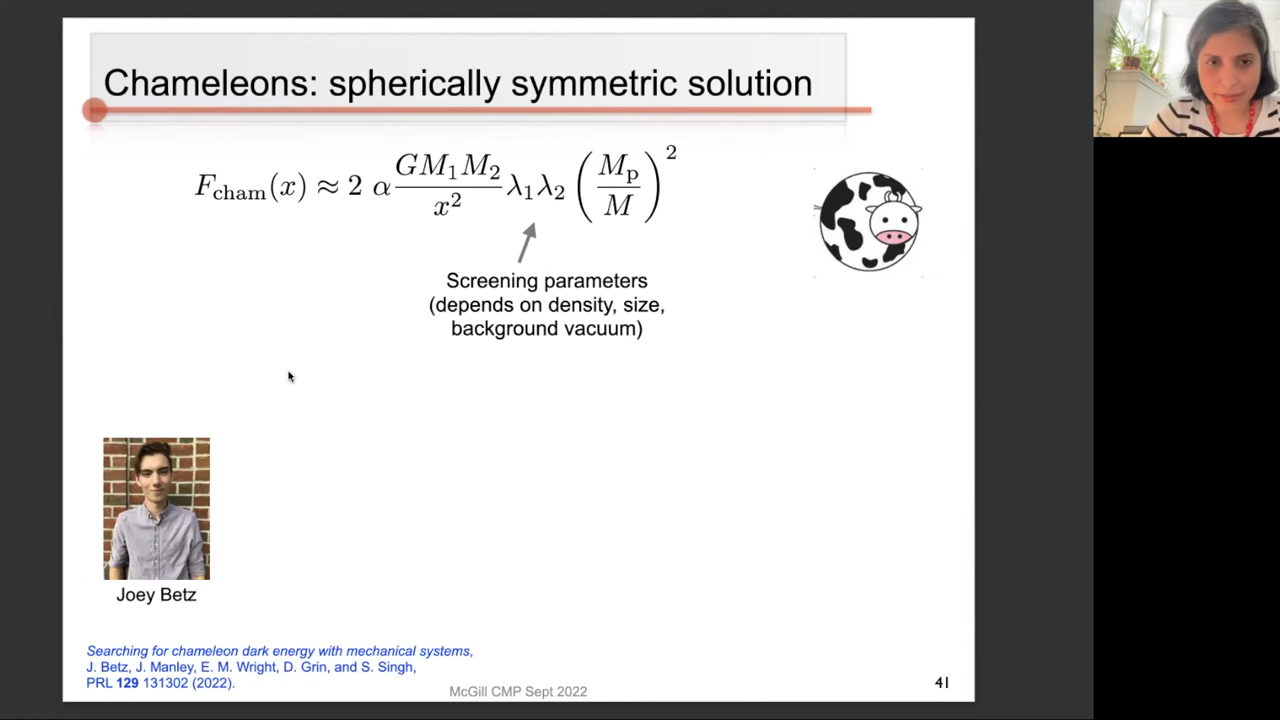 Chameleons: spherically symmetric solution
F_cham(x) ≈ 2 α GM₁M₂/x² λ₁λ₂ (M_p/M)²
Screening parameters
(depends on density, size,
background vacuum)
Joey Betz
Searching for chameleon dark energy with mechanical systems,
J. Betz, J. Manley, E. M. Wright, D. Grin, and S. Singh,
PRL 129 131302 (2022).
McGill CMP Sept 2022
41